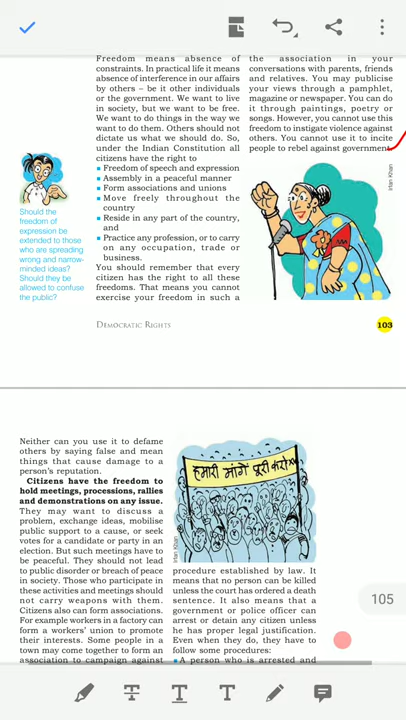 Freedom means absence of
constraints. In practical life it means
absence of interference in our affairs
by others – be it other individuals
or the government. We want to live
in society, but we want to be free.
We want to do things in the way we
want to do them. Others should not
dictate us what we should do. So,
under the Indian Constitution all
citizens have the right to
■ Freedom of speech and expression
■ Assembly in a peaceful manner
■ Form associations and unions
■ Move freely throughout the
country
■ Reside in any part of the country,
and
■ Practice any profession, or to carry
on any occupation, trade or
business.
You should remember that every
citizen has the right to all these
freedoms. That means you cannot
exercise your freedom in such a
the association in your
conversations with parents, friends
and relatives. You may publicise
your views through a pamphlet,
magazine or newspaper. You can do
it through paintings, poetry or
songs. However, you cannot use this
freedom to instigate violence against
others. You cannot use it to incite
people to rebel against government.
Irfan Khan
Should the
freedom of
expression be
extended to those
who are spreading
wrong and narrow-
minded ideas?
Should they be
allowed to confuse
the public?
DEMOCRATIC RIGHTS
103
Neither can you use it to defame
others by saying false and mean
things that cause damage to a
person's reputation.
Citizens have the freedom to
hold meetings, processions, rallies
and demonstrations on any issue.
They may want to discuss a
problem, exchange ideas, mobilise
public support to a cause, or seek
votes for a candidate or party in an
election. But such meetings have to
be peaceful. They should not lead
to public disorder or breach of peace
in society. Those who participate in
these activities and meetings should
not carry weapons with them.
Citizens also can form associations.
For example workers in a factory can
form a workers' union to promote
their interests. Some people in a
town may come together to form an
association to campaign against
हमारी मांगें पूरी करो
Irfan Khan
procedure established by law. It
means that no person can be killed
unless the court has ordered a death
sentence. It also means that a
government or police officer can
arrest or detain any citizen unless
he has proper legal justification.
Even when they do, they have to
follow some procedures:
■ A person who is arrested and
105
T
T
T